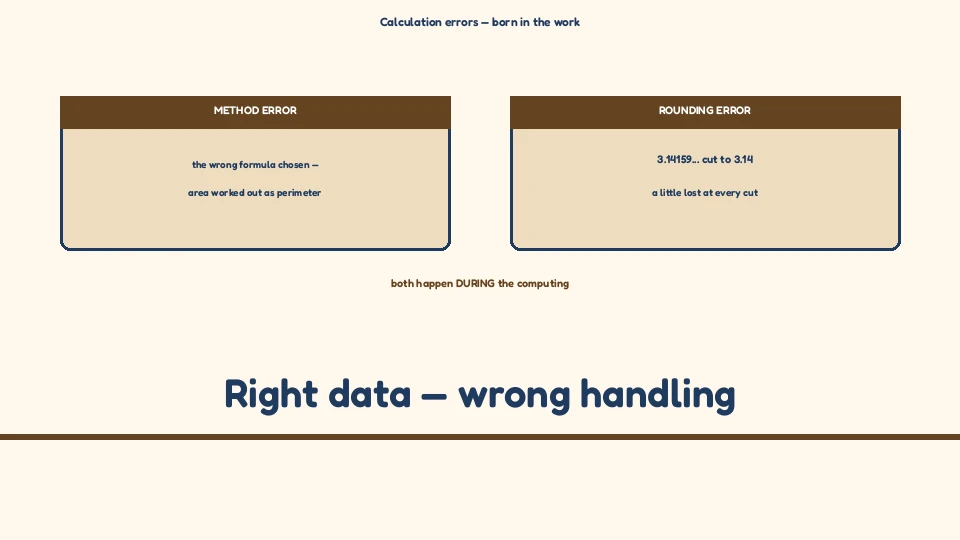 Calculation errors — born in the work
METHOD ERROR
the wrong formula chosen —
area worked out as perimeter
ROUNDING ERROR
3.14159... cut to 3.14
a little lost at every cut
both happen DURING the computing
Right data — wrong handling